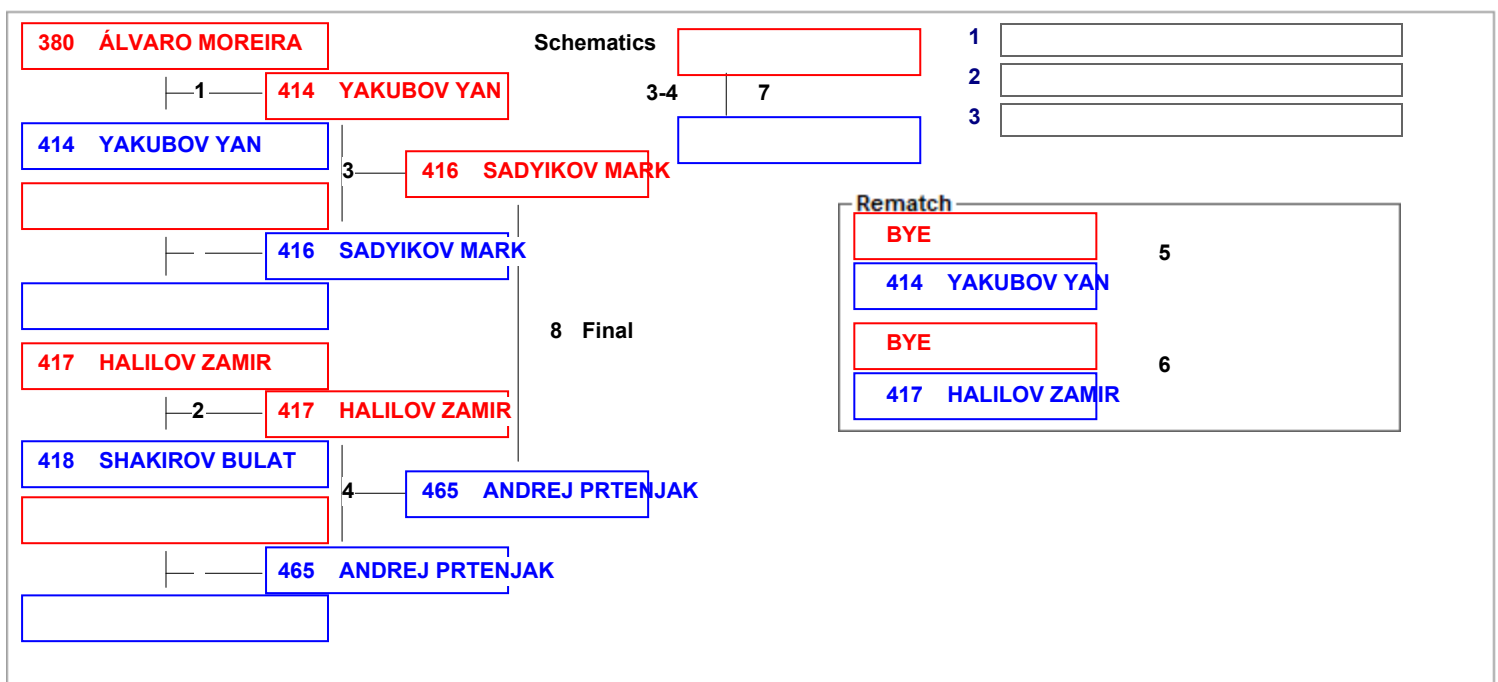 380 ÁLVARO MOREIRA
Schematics
1
1
414 YAKUBOV YAN
3-4
7
2
3
414 YAKUBOV YAN
3
416 SADYIKOV MARK
Rematch
BYE
5
416 SADYIKOV MARK
414 YAKUBOV YAN
8 Final
BYE
6
417 HALILOV ZAMIR
417 HALILOV ZAMIR
2
417 HALILOV ZAMIR
418 SHAKIROV BULAT
4
465 ANDREJ PRTENJAK
465 ANDREJ PRTENJAK